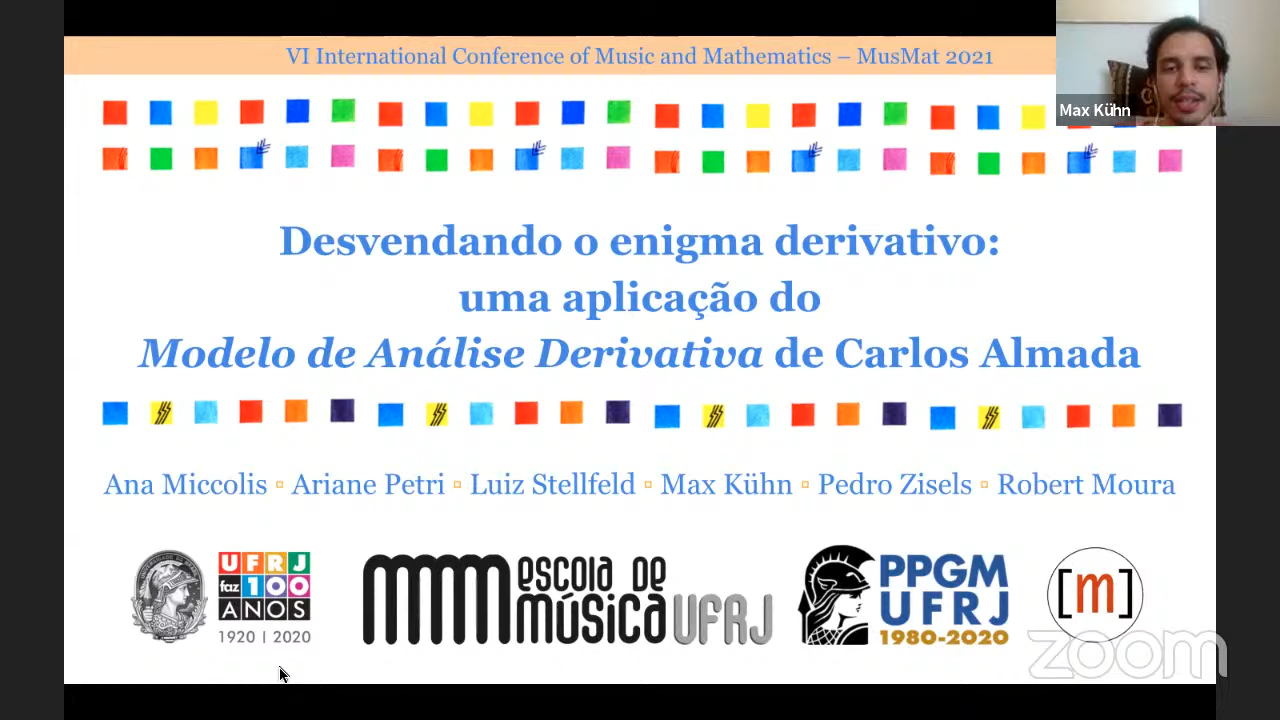 VI International Conference of Music and Mathematics – MusMat 2021
Max Kühn
Desvendando o enigma derivativo:
uma aplicação do
Modelo de Análise Derivativa de Carlos Almada
Ana Miccolis ▫ Ariane Petri ▫ Luiz Stellfeld ▫ Max Kühn ▫ Pedro Zisels ▫ Robert Moura
UFRJ
faz 100
ANOS
1920 | 2020
escola de
música UFRJ
PPGM
UFRJ
1980-2020
[m]
zoom